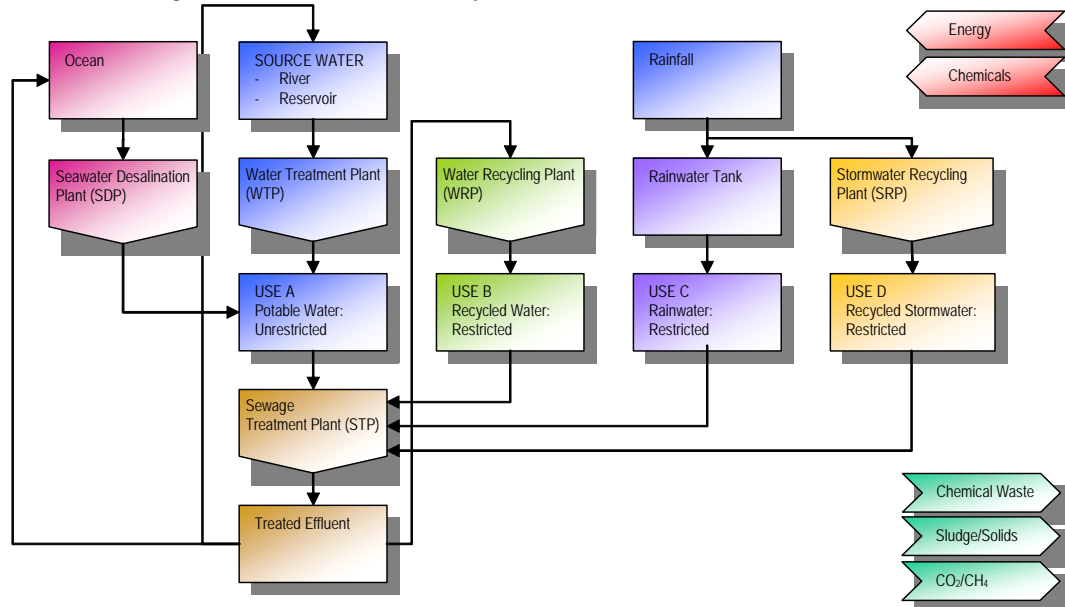 Ocean
SOURCE WATER
- River
- Reservoir
Rainfall
Energy
Chemicals
Seawater Desalination
Plant (SDP)
Water Treatment Plant
(WTP)
Water Recycling Plant
(WRP)
Rainwater Tank
Stormwater Recycling
Plant (SRP)
USE A
Potable Water:
Unrestricted
USE B
Recycled Water:
Restricted
USE C
Rainwater:
Restricted
USE D
Recycled Stormwater:
Restricted
Sewage
Treatment Plant (STP)
Treated Effluent
Chemical Waste
Sludge/Solids
CO₂/CH₄